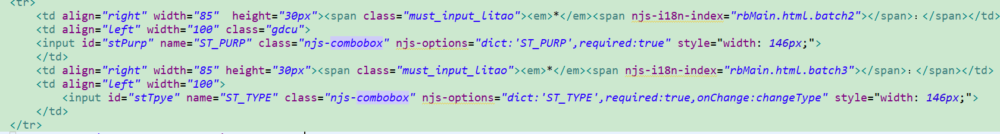 <tr>
<td align="right" width="85"  height="30px"><span class="must_input_litao"><em>*</em><span njs-i18n-index="rbMain.html.batch2"></span>：</span></td>
<td align="left" width="100" class="gdcu">
<input id="stPurp" name="ST_PURP" class="njs-combobox" njs-options="dict:'ST_PURP',required:true" style="width: 146px;">
</td>
<td align="right" width="85" height="30px"><span class="must_input_litao"><em>*</em><span njs-i18n-index="rbMain.html.batch3"></span>：</span></td>
<td align="left" width="100">
<input id="stTpye" name="ST_TYPE" class="njs-combobox" njs-options="dict:'ST_TYPE',required:true,onChange:changeType" style="width: 146px;">
</td>
</tr>